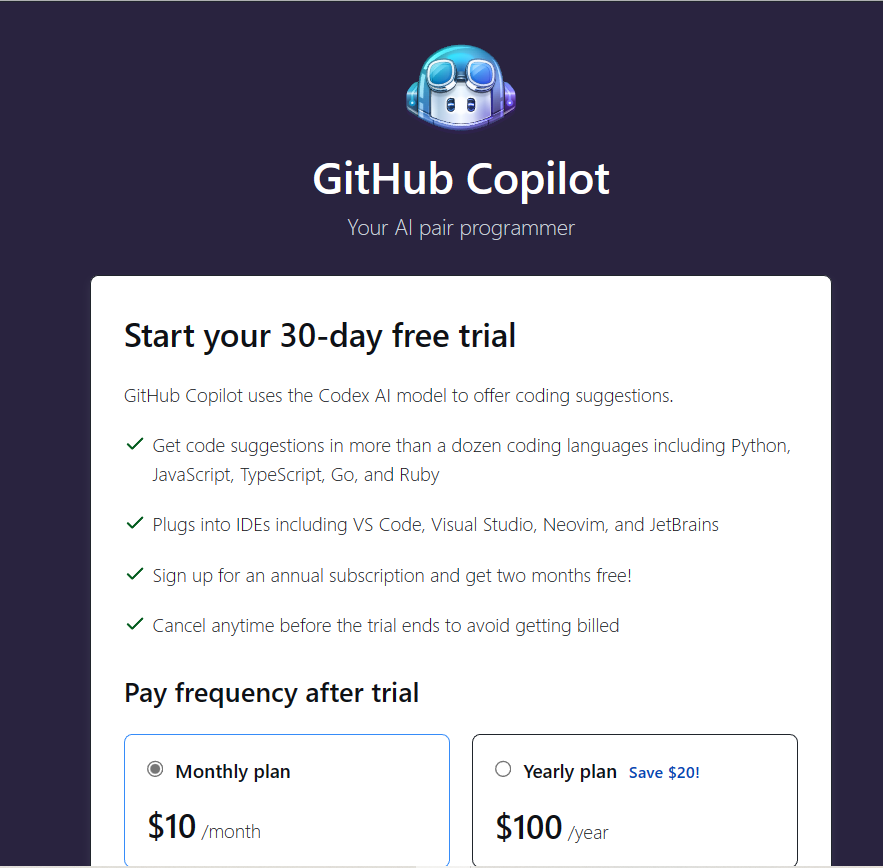 GitHub Copilot
Your AI pair programmer
Start your 30-day free trial
GitHub Copilot uses the Codex AI model to offer coding suggestions.
Get code suggestions in more than a dozen coding languages including Python,
JavaScript, TypeScript, Go, and Ruby
Plugs into IDEs including VS Code, Visual Studio, Neovim, and JetBrains
Sign up for an annual subscription and get two months free!
Cancel anytime before the trial ends to avoid getting billed
Pay frequency after trial
Monthly plan
$10 /month
Yearly plan Save $20!
$100 /year